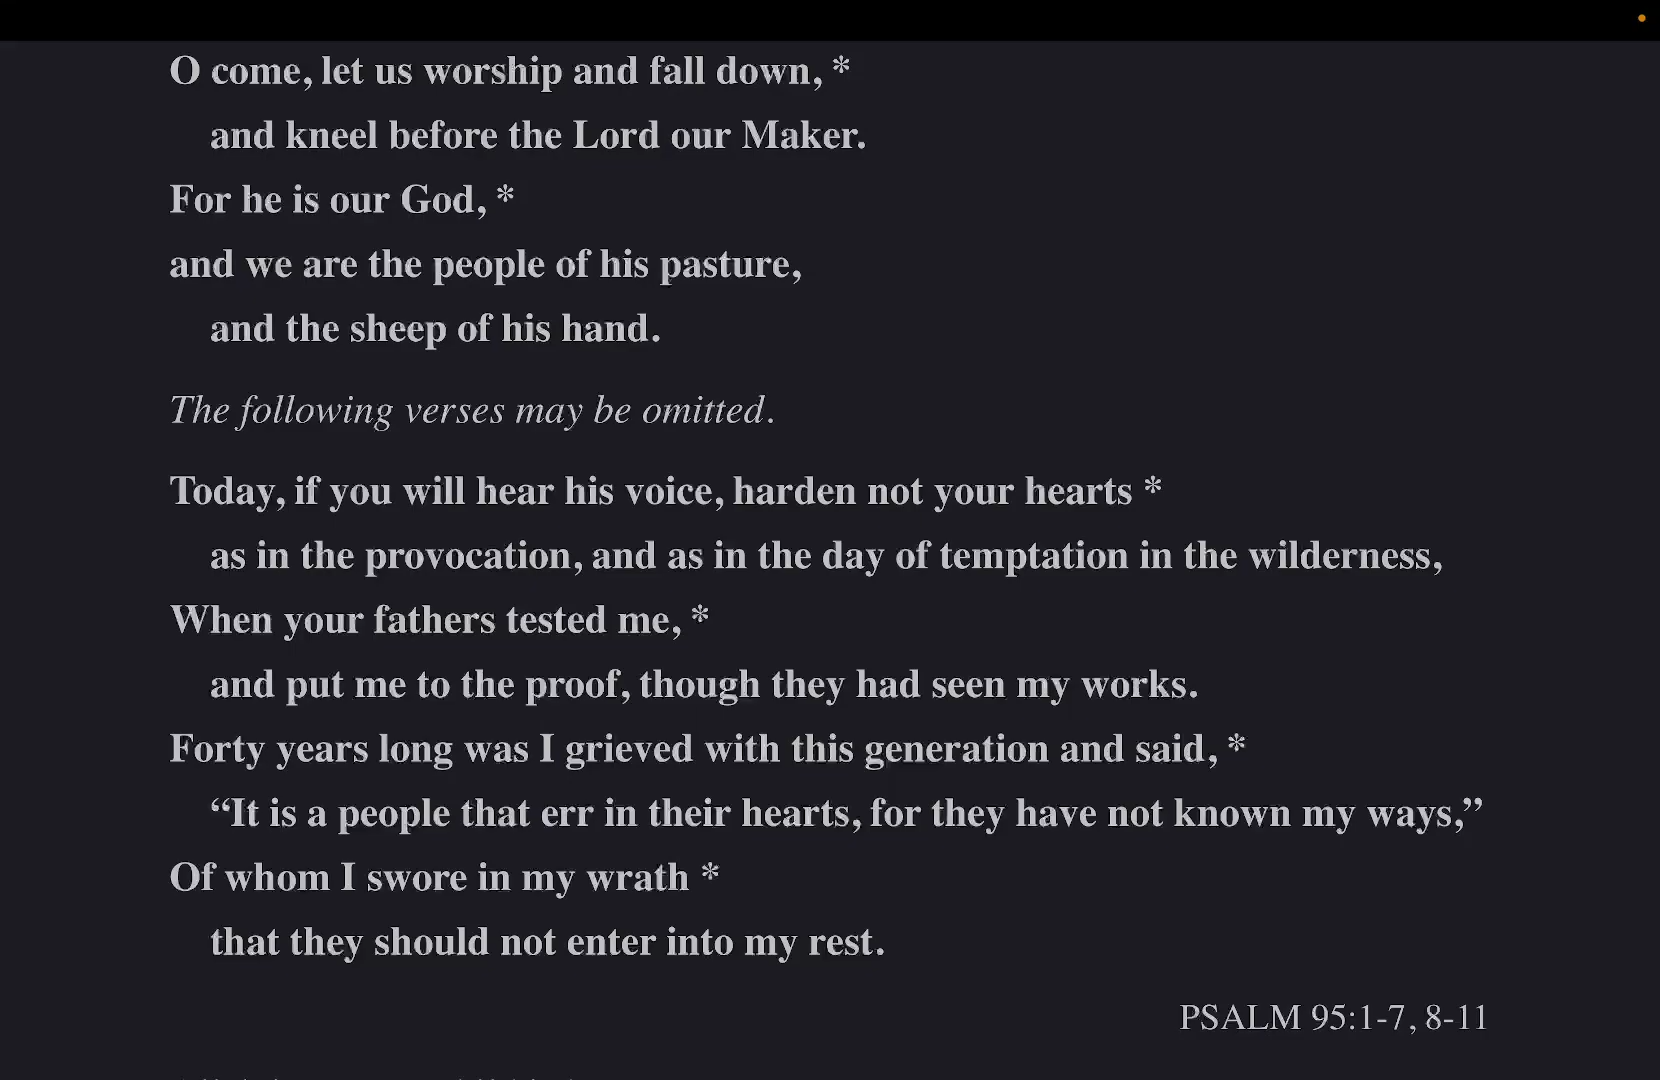 O come, let us worship and fall down, *
and kneel before the Lord our Maker.
For he is our God, *
and we are the people of his pasture,
and the sheep of his hand.
The following verses may be omitted.
Today, if you will hear his voice, harden not your hearts *
as in the provocation, and as in the day of temptation in the wilderness,
When your fathers tested me, *
and put me to the proof, though they had seen my works.
Forty years long was I grieved with this generation and said, *
“It is a people that err in their hearts, for they have not known my ways,”
Of whom I swore in my wrath *
that they should not enter into my rest.
PSALM 95:1-7, 8-11